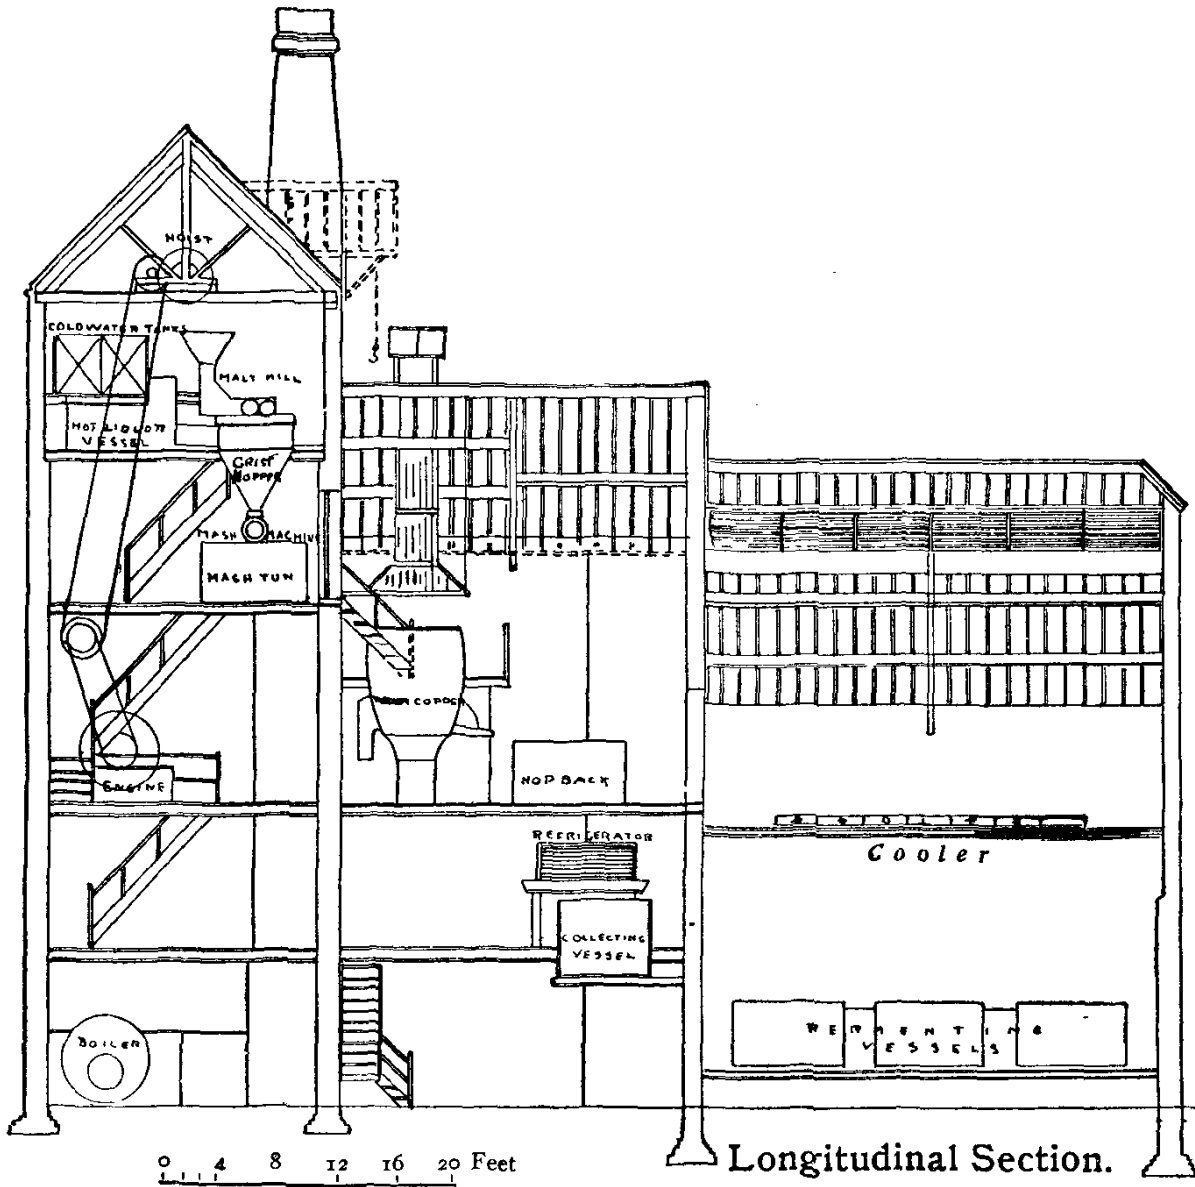 HOIST
COLD WATER TANKS
MALT MILL
HOT LIQUOR
VESSEL
GRIST
HOPPER
MASH MACHINE
MASH TUN
COPPER
ENGINE
HOP BACK
REFRIGERATOR
Cooler
COLLECTING
VESSEL
BOILER
FERMENTING
VESSELS
0 4 8 12 16 20 Feet
Longitudinal Section.